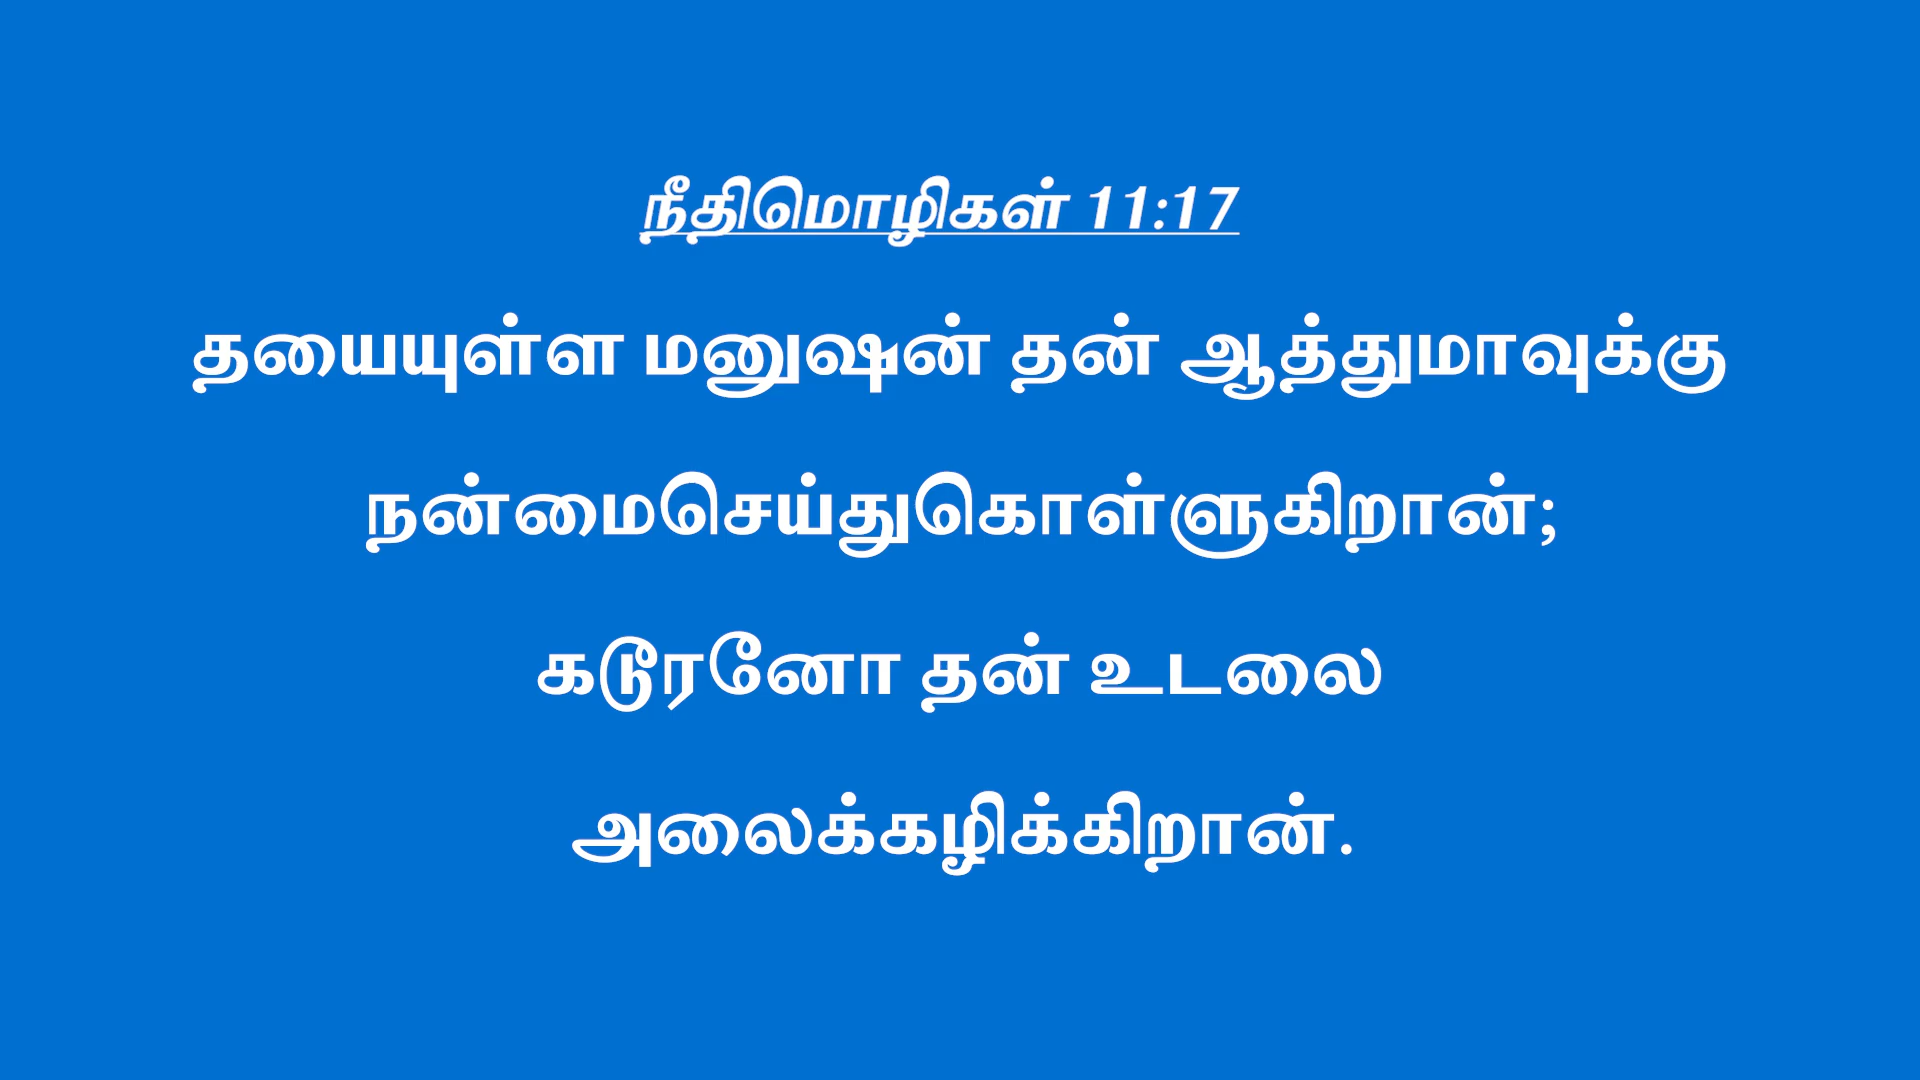 நீதிமொழிகள் 11:17
தயையுள்ள மனுஷன் தன் ஆத்துமாவுக்கு
நன்மைசெய்துகொள்ளுகிறான்;
கடூரனோ தன் உடலை
அலைக்கழிக்கிறான்.